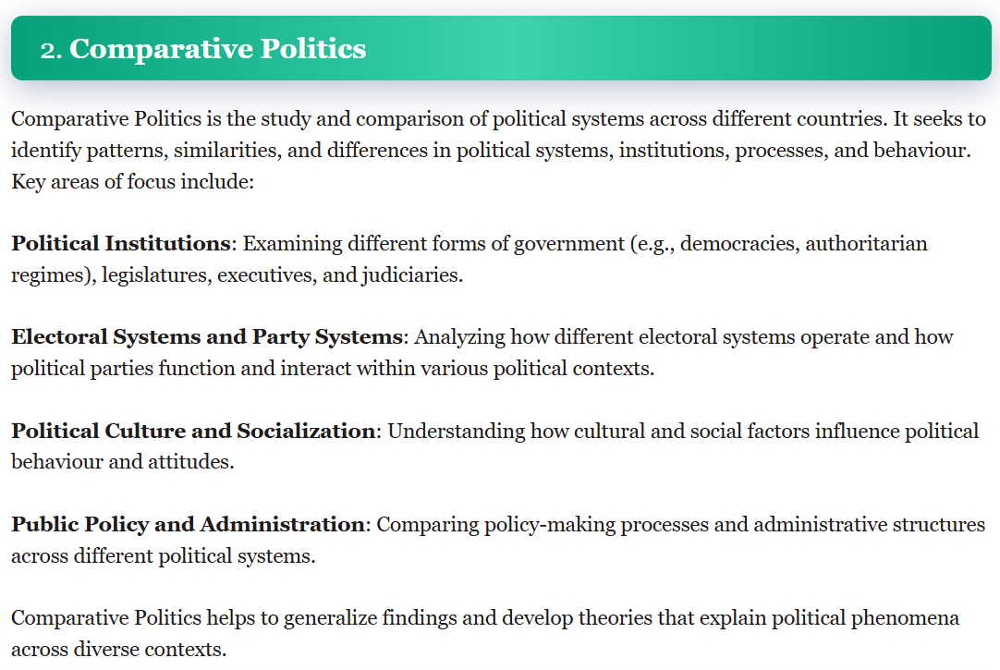 2. Comparative Politics
Comparative Politics is the study and comparison of political systems across different countries. It seeks to
identify patterns, similarities, and differences in political systems, institutions, processes, and behaviour.
Key areas of focus include:
Political Institutions: Examining different forms of government (e.g., democracies, authoritarian
regimes), legislatures, executives, and judiciaries.
Electoral Systems and Party Systems: Analyzing how different electoral systems operate and how
political parties function and interact within various political contexts.
Political Culture and Socialization: Understanding how cultural and social factors influence political
behaviour and attitudes.
Public Policy and Administration: Comparing policy-making processes and administrative structures
across different political systems.
Comparative Politics helps to generalize findings and develop theories that explain political phenomena
across diverse contexts.